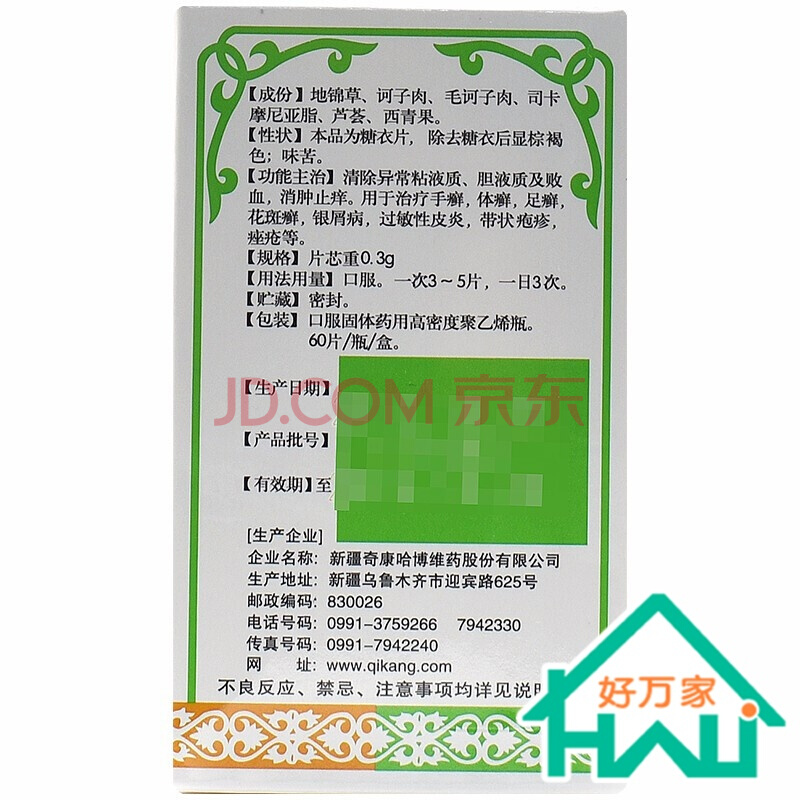 【成份】地锦草、诃子肉、毛诃子肉、司卡
摩尼亚脂、芦荟、西青果。
【性状】本品为糖衣片，除去糖衣后显棕褐
色；味苦。
【功能主治】清除异常粘液质、胆液质及败
血，消肿止痒。用于治疗手癣，体癣，足癣，
花斑癣，银屑病，过敏性皮炎，带状疱疹，
痤疮等。
【规格】片芯重0.3g
【用法用量】口服。一次3～5片，一日3次。
【贮藏】密封。
【包装】口服固体药用高密度聚乙烯瓶。
60片/瓶/盒。
【生产日期】
JD.COM 京东
【产品批号】
【有效期】至
[生产企业]
企业名称：新疆奇康哈博维药股份有限公司
生产地址：新疆乌鲁木齐市迎宾路625号
邮政编码：830026
电话号码：0991-3759266 7942330
传真号码：0991-7942240
网 址：www.qikang.com
不良反应、禁忌、注意事项均详见说明
好万家